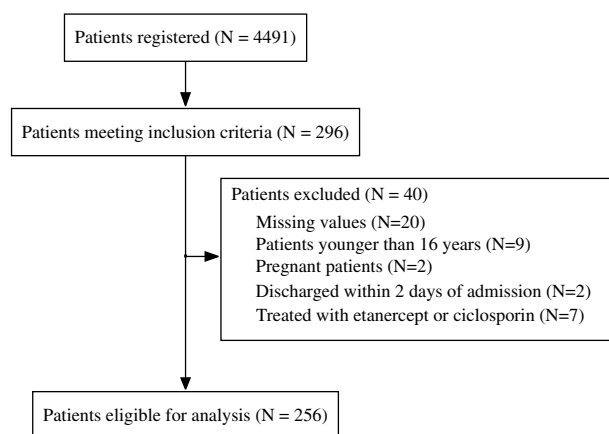 Patients registered (N = 4491)
Patients meeting inclusion criteria (N = 296)
Patients excluded (N = 40)
Missing values (N=20)
Patients younger than 16 years (N=9)
Pregnant patients (N=2)
Discharged within 2 days of admission (N=2)
Treated with etanercept or ciclosporin (N=7)
Patients eligible for analysis (N = 256)